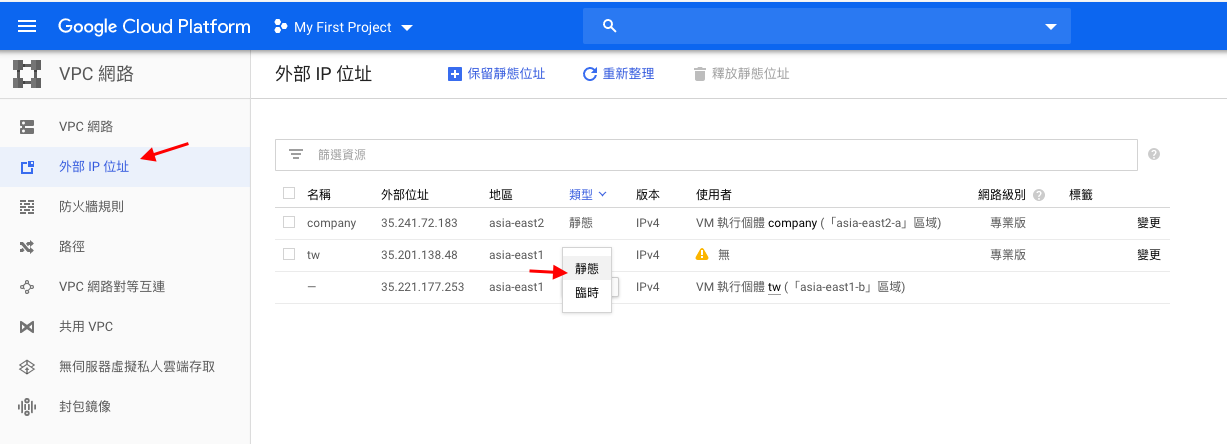 Google Cloud Platform My First Project
VPC 網路 外部 IP 位址 保留靜態位址 重新整理 釋放靜態位址
VPC 網路
外部 IP 位址
防火牆規則
路徑
VPC 網路對等互連
共用 VPC
無伺服器虛擬私人雲端存取
封包鏡像
篩選資源 ?
名稱 外部位址 地區 類型 版本 使用者 網路級別 ? 標籤
company 35.241.72.183 asia-east2 靜態 IPv4 VM 執行個體 company (「asia-east2-a」區域) 專業版 變更
tw 35.201.138.48 asia-east1 IPv4 無 專業版 變更
靜態
臨時
— 35.221.177.253 asia-east1 IPv4 VM 執行個體 tw (「asia-east1-b」區域)